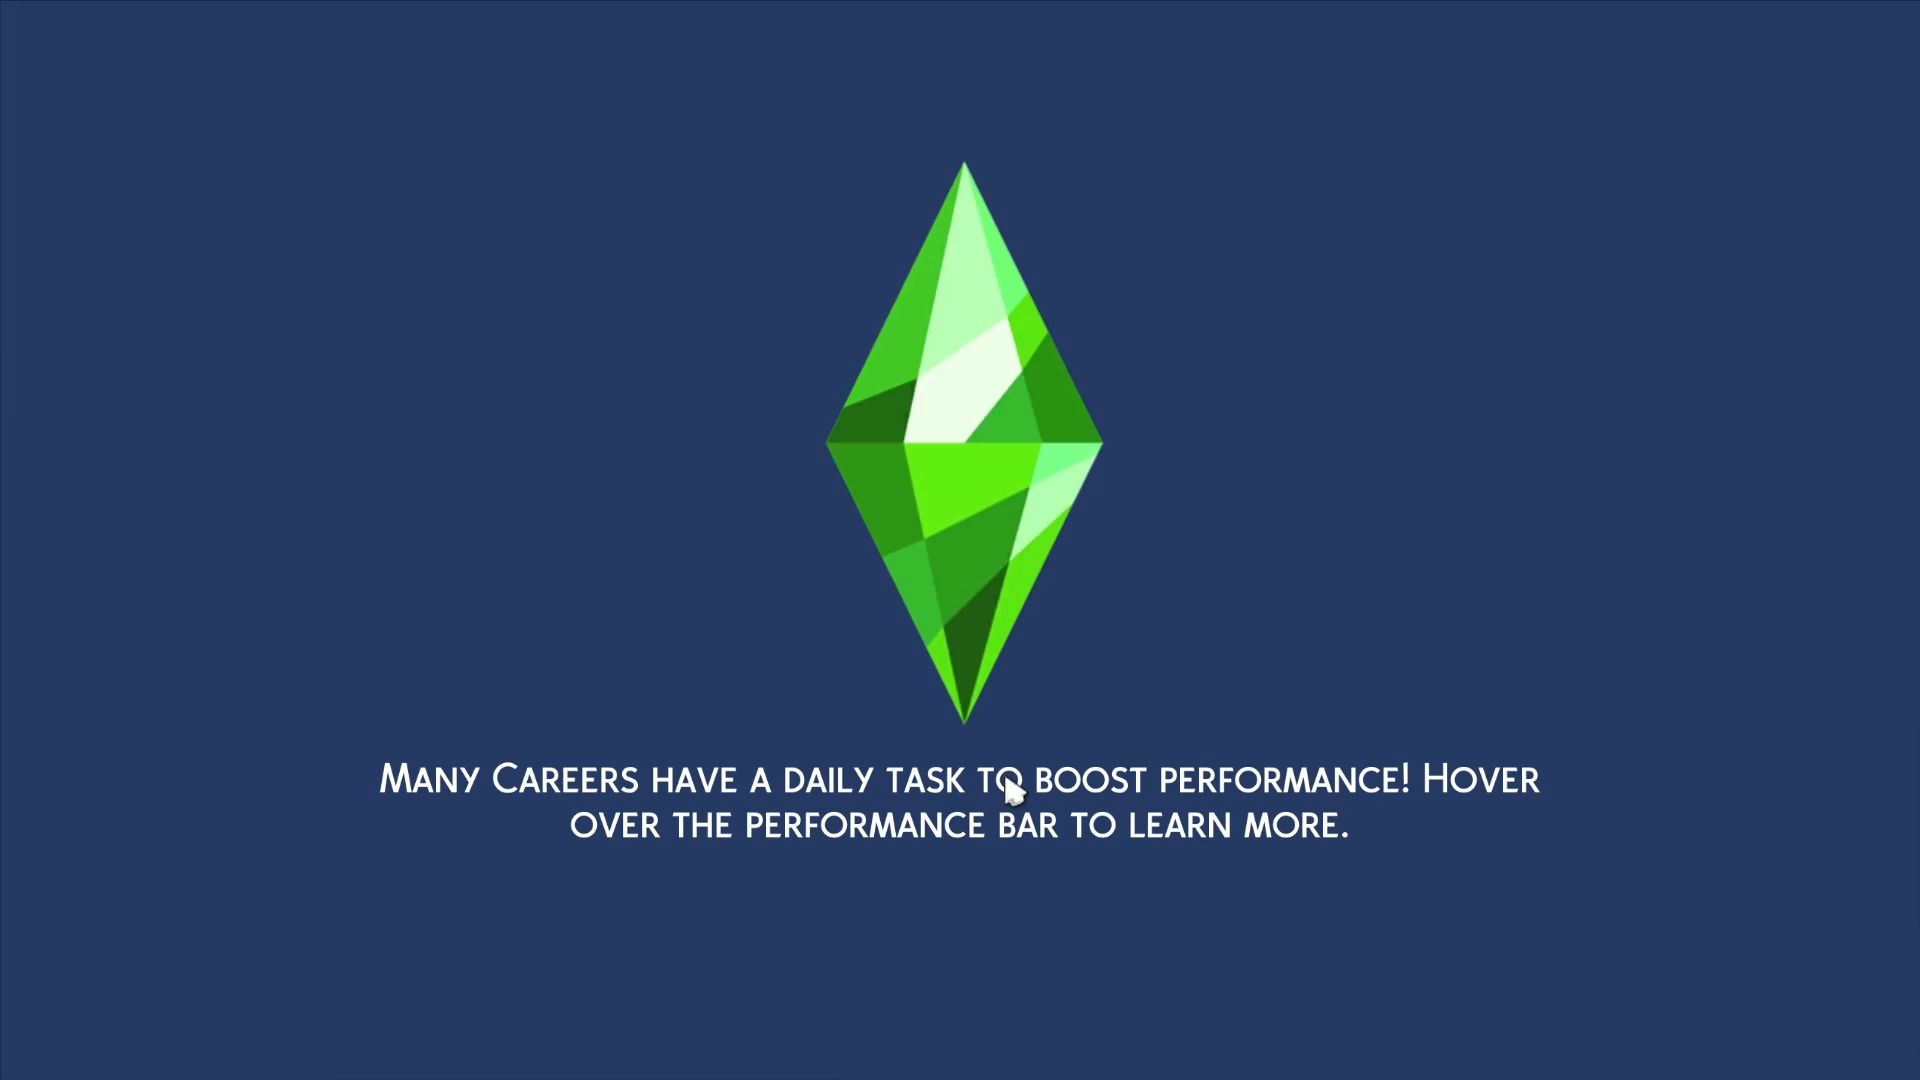 Many Careers have a daily task to boost performance! Hover
over the performance bar to learn more.